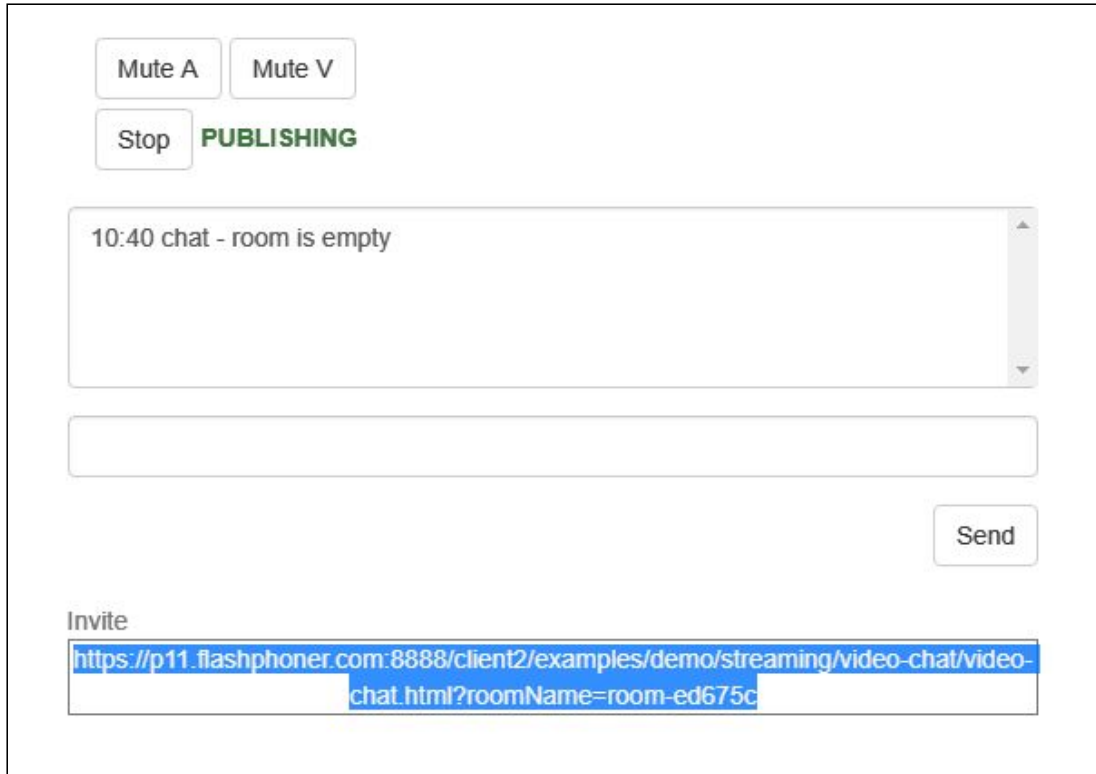 Mute A Mute V
Stop PUBLISHING
10:40 chat - room is empty
Send
Invite
https://p11.flashphoner.com:8888/client2/examples/demo/streaming/video-chat/video-
chat.html?roomName=room-ed675c